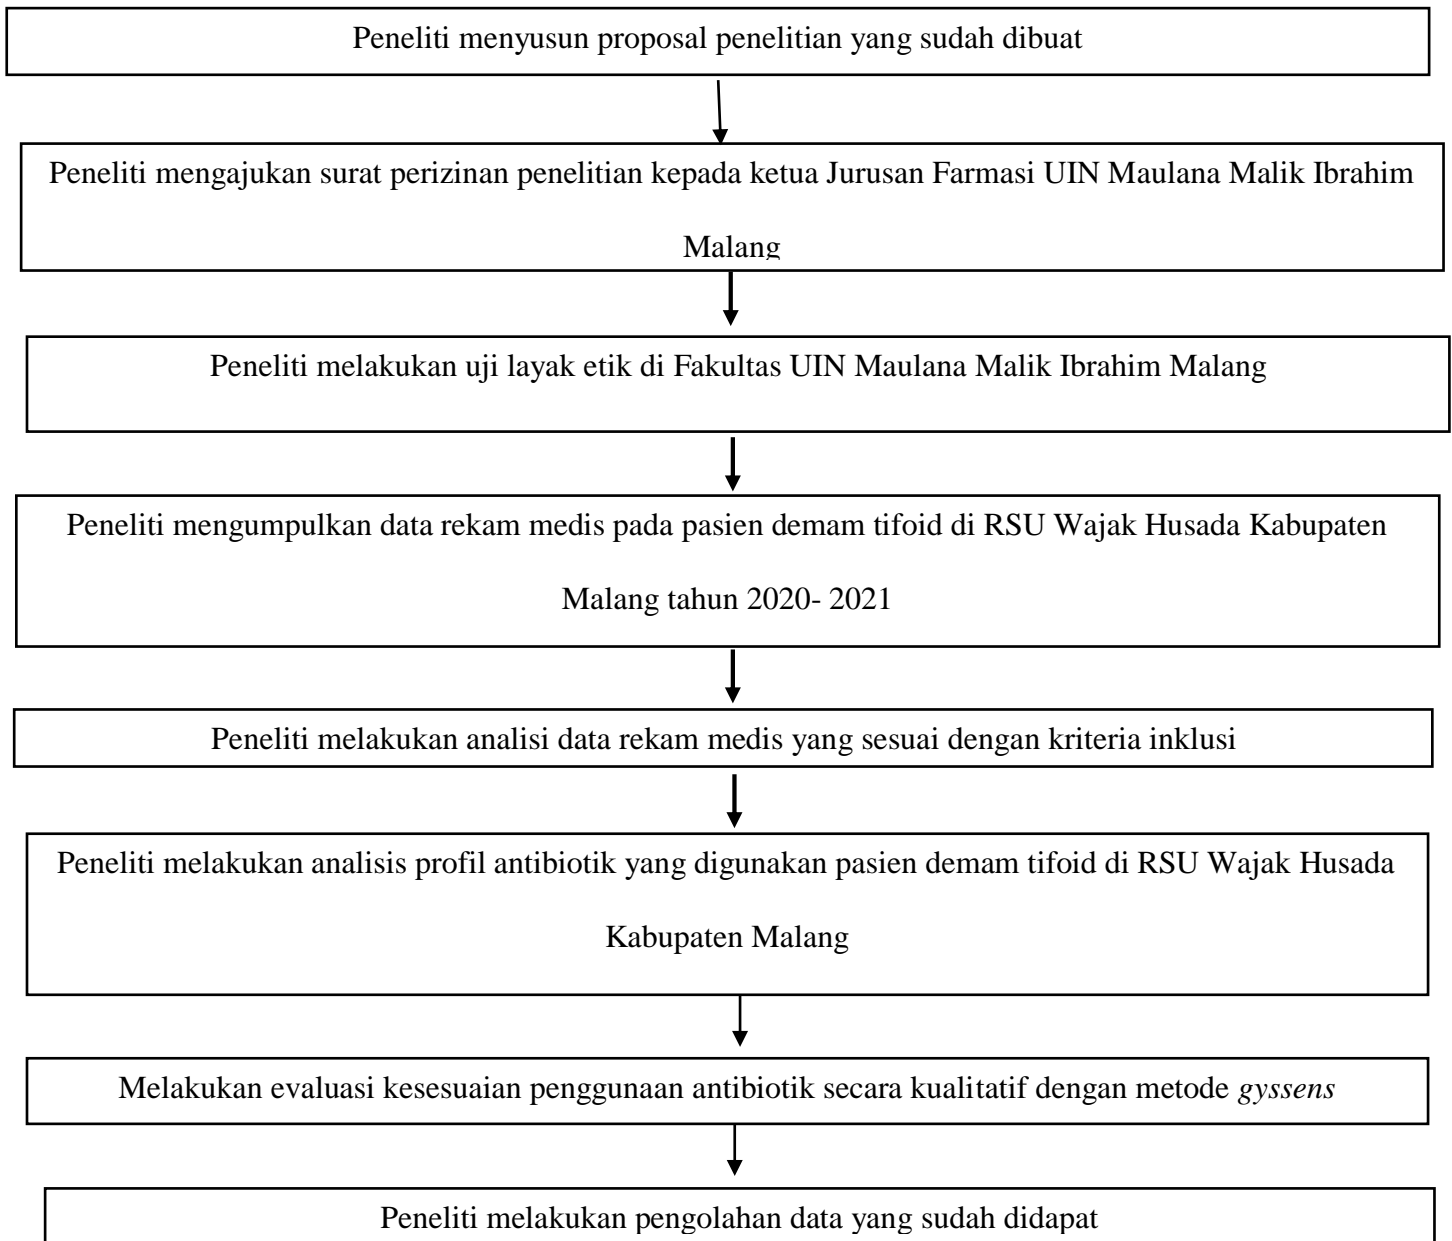 Peneliti menyusun proposal penelitian yang sudah dibuat
Peneliti mengajukan surat perizinan penelitian kepada ketua Jurusan Farmasi UIN Maulana Malik Ibrahim
Malang
Peneliti melakukan uji layak etik di Fakultas UIN Maulana Malik Ibrahim Malang
Peneliti mengumpulkan data rekam medis pada pasien demam tifoid di RSU Wajak Husada Kabupaten
Malang tahun 2020- 2021
Peneliti melakukan analisi data rekam medis yang sesuai dengan kriteria inklusi
Peneliti melakukan analisis profil antibiotik yang digunakan pasien demam tifoid di RSU Wajak Husada
Kabupaten Malang
Melakukan evaluasi kesesuaian penggunaan antibiotik secara kualitatif dengan metode gyssens
Peneliti melakukan pengolahan data yang sudah didapat